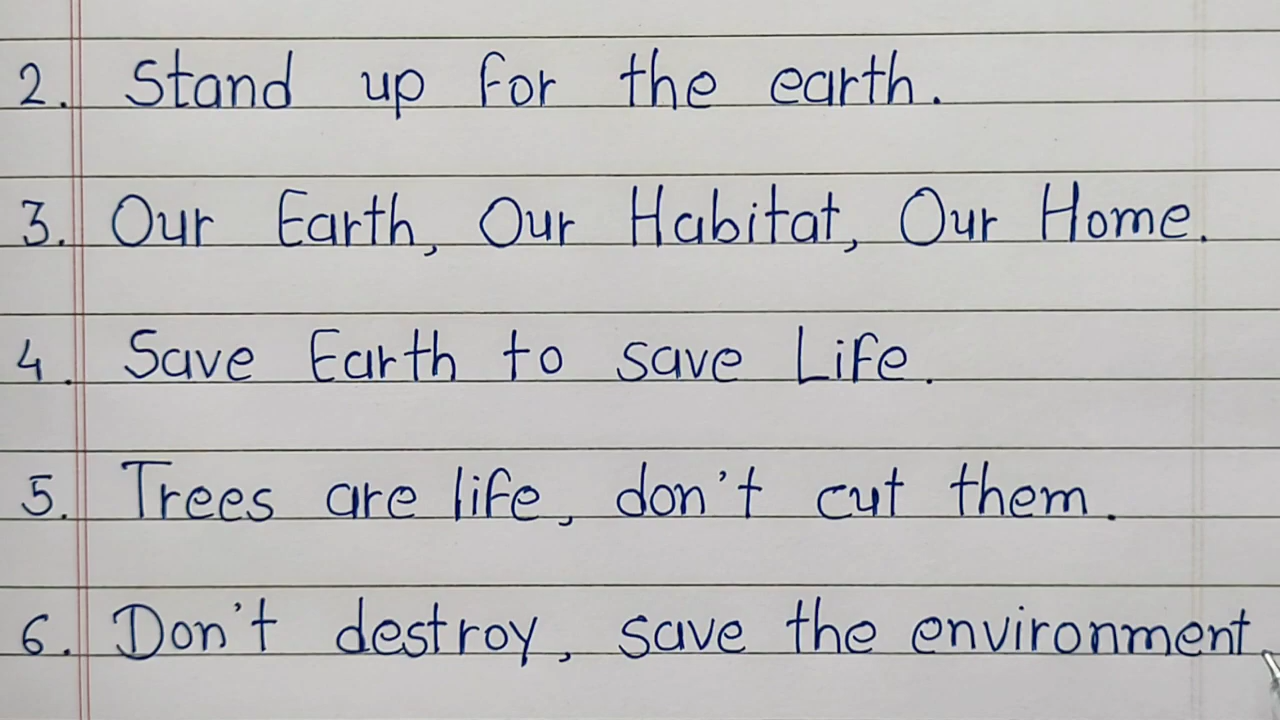 2. Stand up for the earth.
3. Our Earth, Our Habitat, Our Home.
4. Save Earth to save Life.
5. Trees are life, don't cut them.
6. Don't destroy, save the environment.